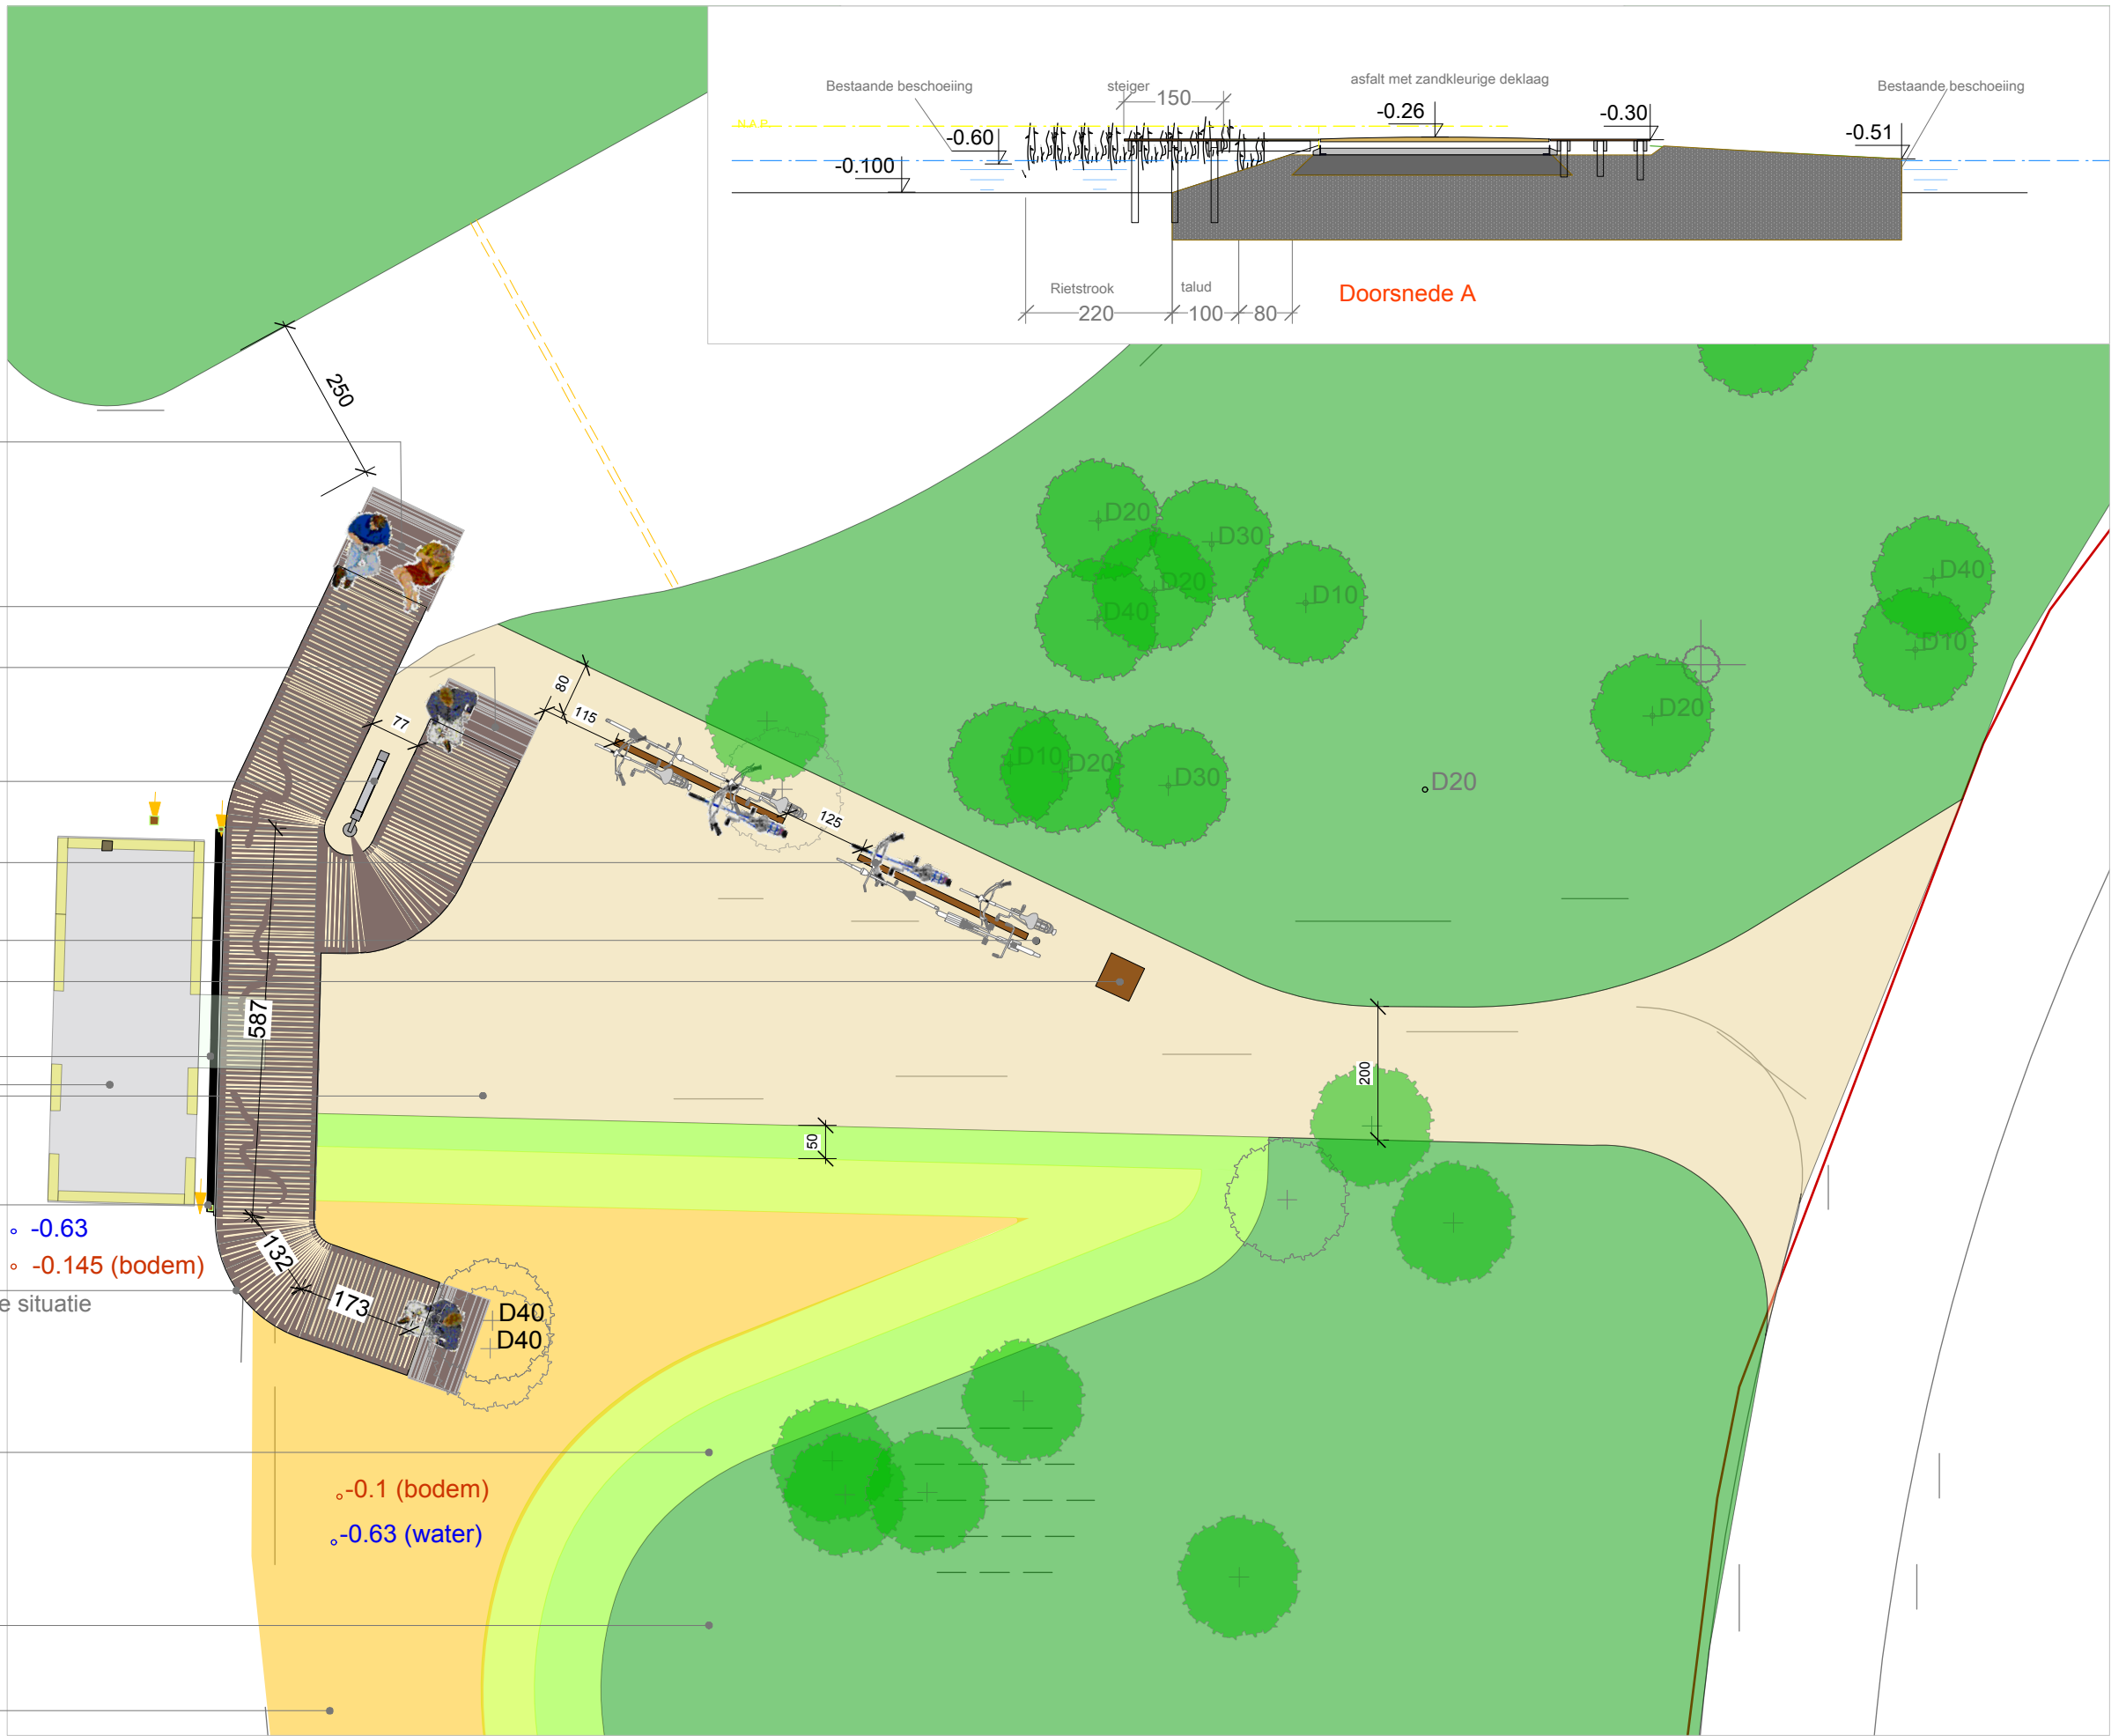 Bestaande beschoeiing
steiger
asfalt met zandkleurige deklaag
Bestaande beschoeiing
150
-0.26
-0.30
N.A.P.
-0.60
-0.51
-0.100
Rietstrook
talud
Doorsnede A
220
100
80
250
D20
D30
D20
D10
D40
D40
D10
80
115
77
D20
D10
D20
D30
D20
125
587
200
50
-0.63
-0.145 (bodem)
132
e situatie
173
D40
D40
-0.1 (bodem)
-0.63 (water)